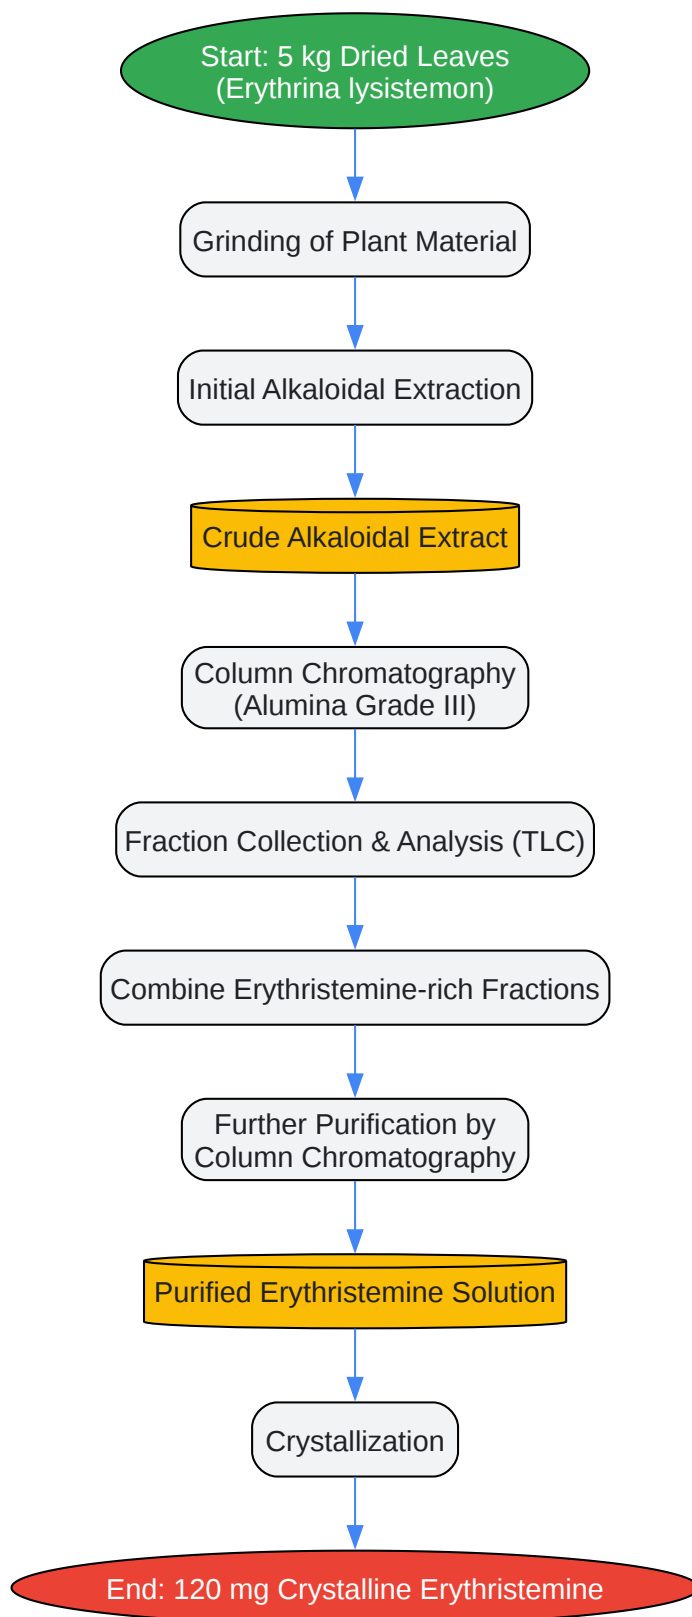 Start: 5 kg Dried Leaves
(Erythrina lysistemon)
Grinding of Plant Material
Initial Alkaloidal Extraction
Crude Alkaloidal Extract
Column Chromatography
(Alumina Grade III)
Fraction Collection & Analysis (TLC)
Combine Erythristemine-rich Fractions
Further Purification by
Column Chromatography
Purified Erythristemine Solution
Crystallization
End: 120 mg Crystalline Erythristemine